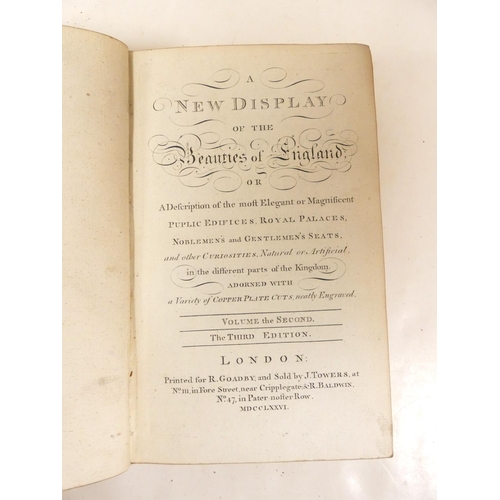 A
NEW DISPLAY
OF THE
Beauties of England:
OR
A Deſcription of the moſt Elegant or Magnificent
PUPLIC EDIFICES, ROYAL PALACES,
NOBLEMEN'S and GENTLEMEN'S SEATS,
and other CURIOSITIES, Natural or Artificial,
in the different parts of the Kingdom.
ADORNED WITH
a Variety of COPPER PLATE CUTS, neatly Engraved.
VOLUME the SECOND.
The THIRD EDITION.
LONDON:
Printed for R. GOADBY; and Sold by J. TOWERS, at
No. 111, in Fore Street, near Cripplegate; & R. BALDWIN,
No. 47, in Pater noſter Row.
MDCCLXXVI.